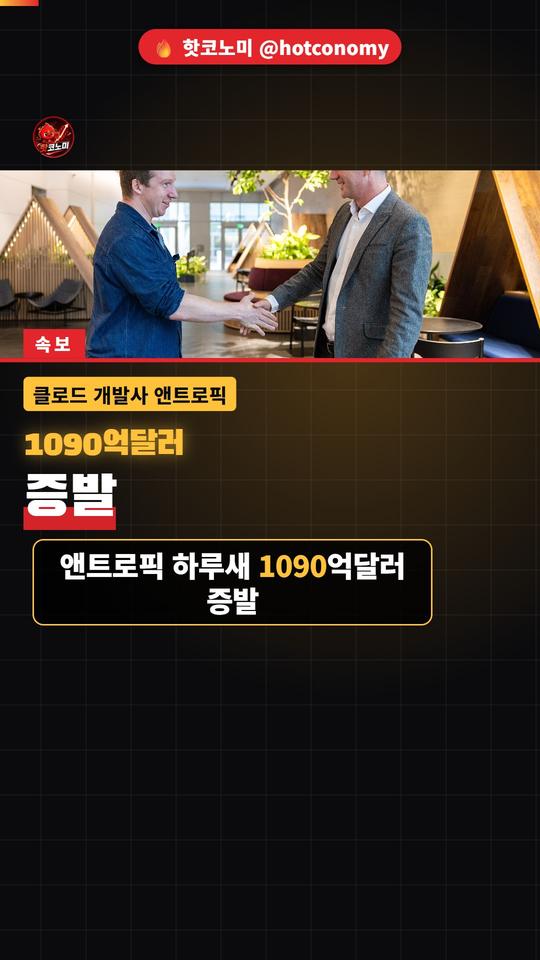 핫코노미 @hotconomy
핫코노미
속보
클로드 개발사 앤트로픽
1090억달러
증발
앤트로픽 하루새 1090억달러
증발